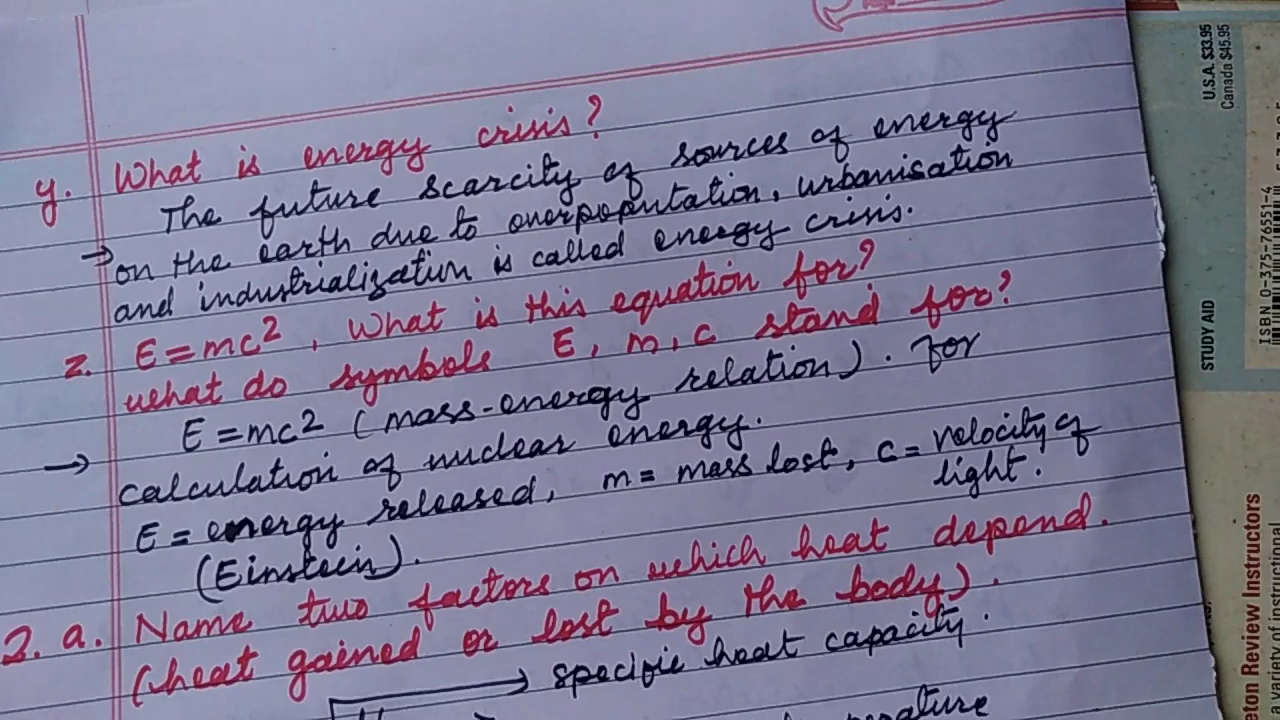 y. What is energy crisis?
The future scarcity of sources of energy
→ on the earth due to overpopulation, urbanisation
and industrialization is called energy crisis.
z. E=mc2, What is this equation for?
what do symbols E, m, c stand for?
→ E=mc2 (mass-energy relation). For
calculation of nuclear energy.
E = energy released, m = mass lost, c = velocity of
light.
(Einstein).
2. a. Name two factors on which heat depend.
(heat gained or lost by the body).
→ specific heat capacity.
U.S.A. $33.95
Canada $45.95
ISBN 0-375-76551-4
STUDY AID
eton Review Instructors
a variety of instructional